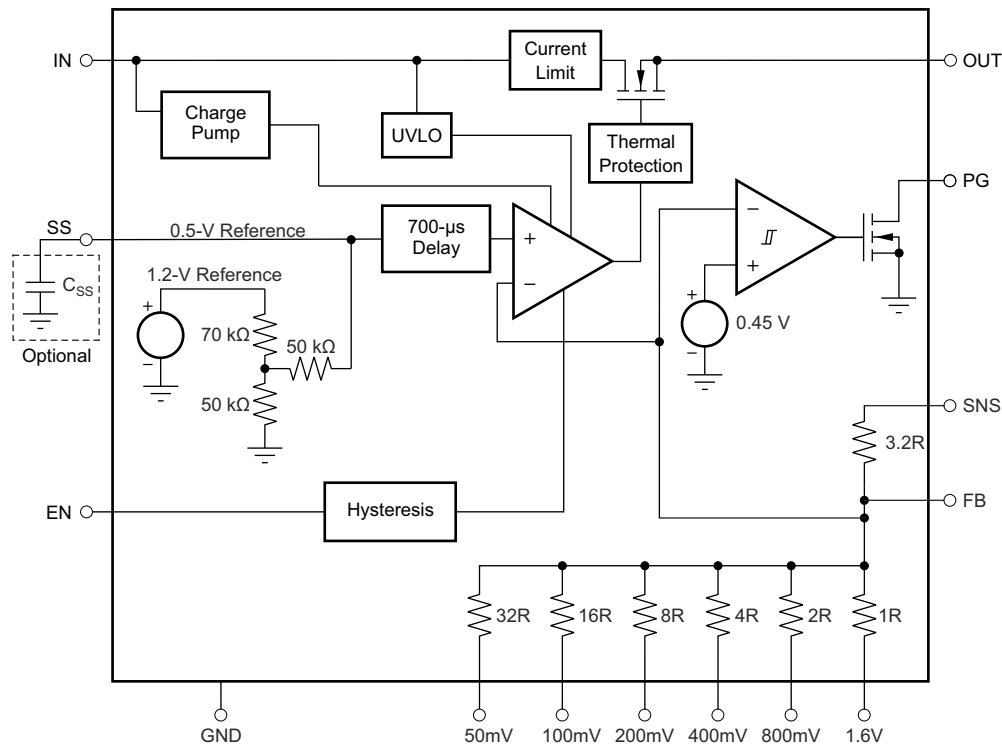 IN
Current
Limit
OUT
Charge
Pump
UVLO
Thermal
Protection
PG
SS
0.5-V Reference
700-µs
Delay
+
−
−
+
CSS
Optional
1.2-V Reference
+
−
70 kΩ
50 kΩ
50 kΩ
+
−
0.45 V
SNS
3.2R
FB
EN
Hysteresis
32R
16R
8R
4R
2R
1R
GND
50mV
100mV
200mV
400mV
800mV
1.6V